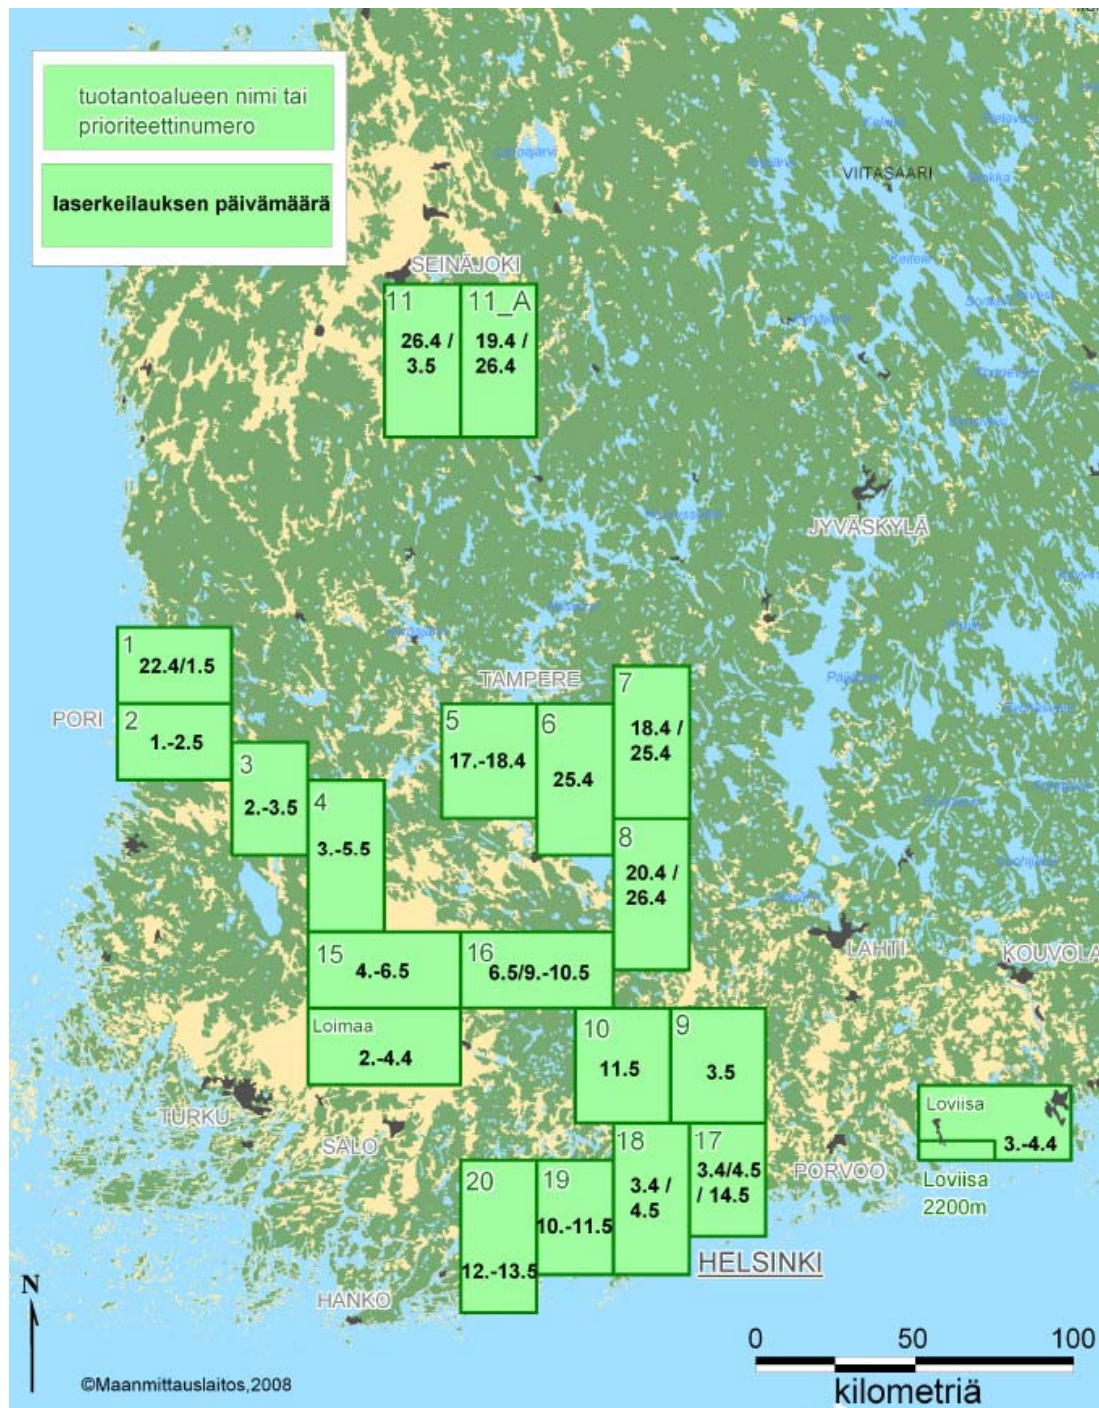 tuotantoalueen nimi tai
prioriteettinumero
laserkeilauksen päivämäärä
VIITASAARI
Keitele
SEINÄJOKI
11
26.4 /
3.5
11_A
19.4 /
26.4
JYVÄSKYLÄ
1
22.4/1.5
PORI
2
1.-2.5
3
2.-3.5
4
3.-5.5
TAMPERE
5
17.-18.4
6
25.4
7
18.4 /
25.4
8
20.4 /
26.4
LAHTI
KOUVOLA
15
4.-6.5
16
6.5/9.-10.5
Loimaa
2.-4.4
10
11.5
9
3.5
TURKU
SALO
18
3.4 /
4.5
17
3.4/4.5
/ 14.5
PORVOO
Loviisa
3.-4.4
Loviisa
2200m
20
12.-13.5
19
10.-11.5
HELSINKI
HANKO
N
©Maanmittauslaitos,2008
0 50 100
kilometriä